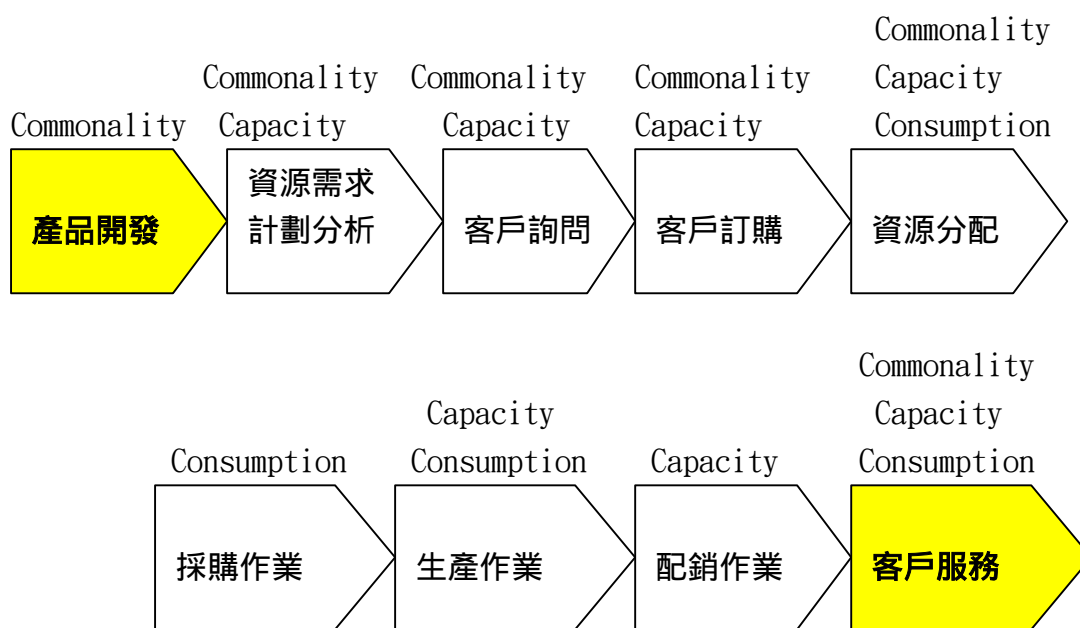 Commonality
Commonality Commonality Commonality Capacity
Commonality Capacity Capacity Capacity Consumption
產品開發
資源需求
計劃分析
客戶詢問
客戶訂購
資源分配
Commonality
Capacity Capacity
Consumption Consumption Capacity Consumption
採購作業
生產作業
配銷作業
客戶服務